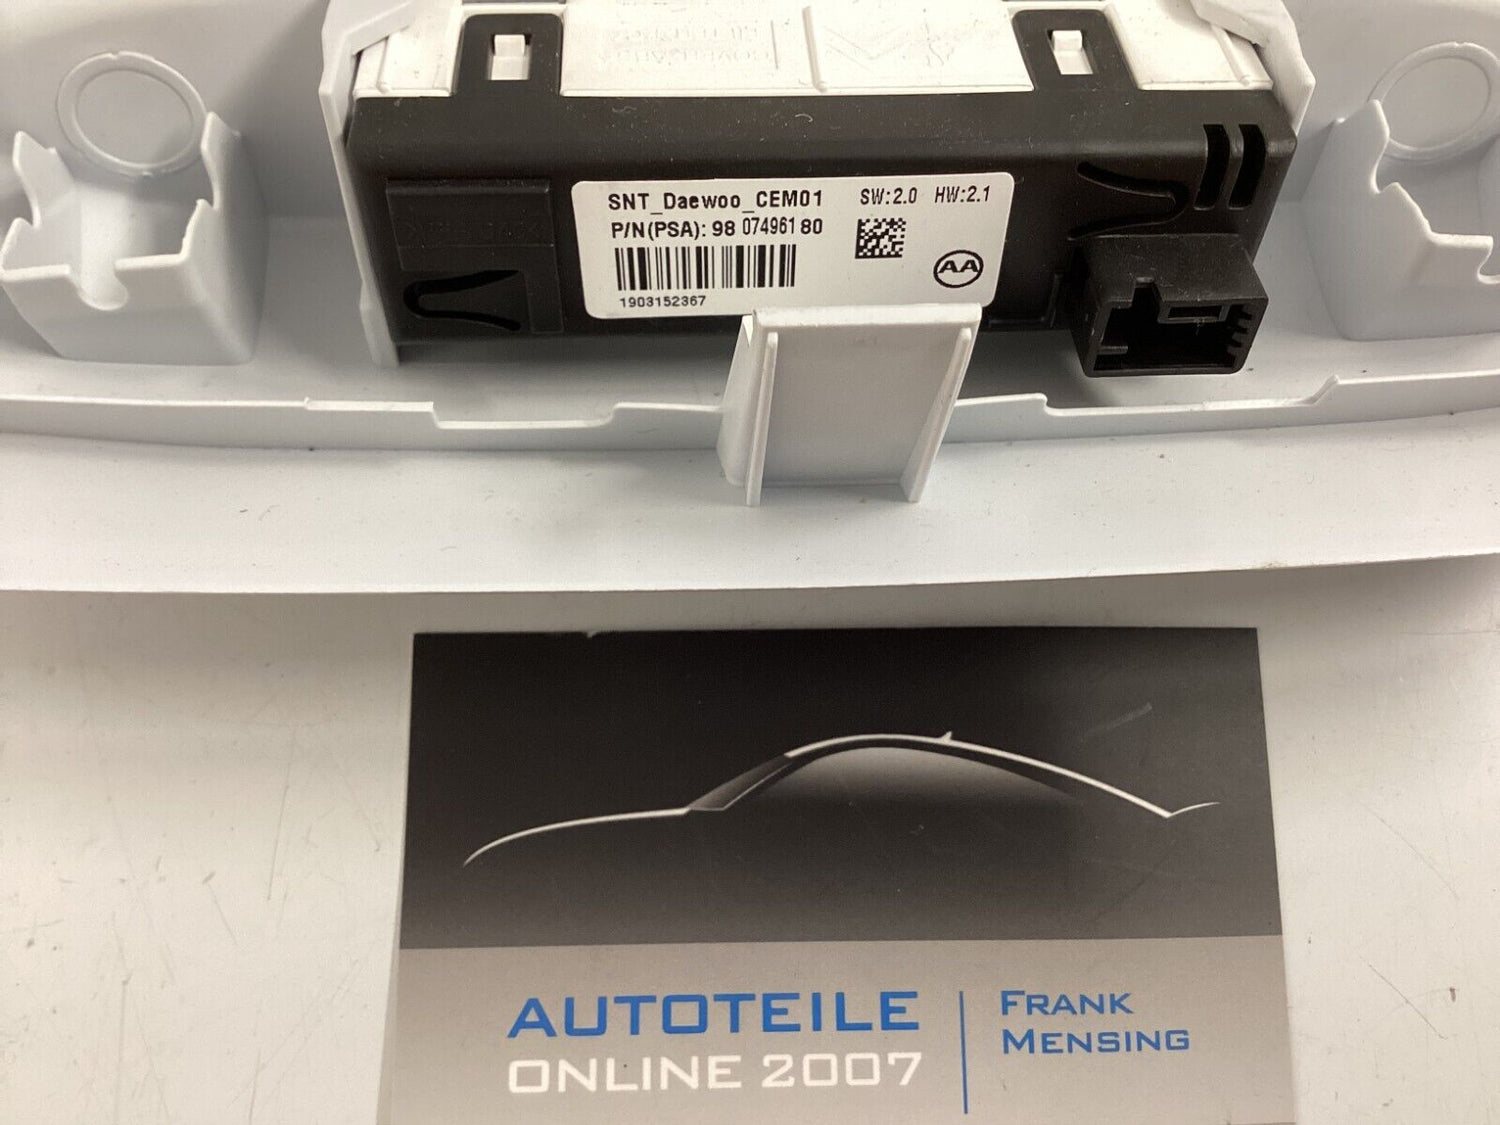 SNT_Daewoo_CEM01 SW:2.0 HW:2.1
P/N(PSA): 98 074961 80
AA
1903152367
AUTOTEILE
ONLINE 2007
FRANK
MENSING